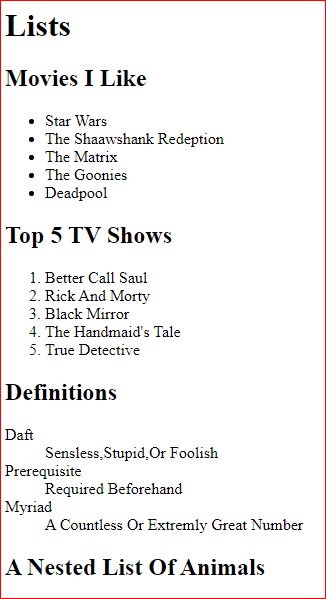 Lists
Movies I Like
Star Wars
The Shaawshank Redeption
The Matrix
The Goonies
Deadpool
Top 5 TV Shows
1. Better Call Saul
2. Rick And Morty
3. Black Mirror
4. The Handmaid's Tale
5. True Detective
Definitions
Daft
Sensless,Stupid,Or Foolish
Prerequisite
Required Beforehand
Myriad
A Countless Or Extremly Great Number
A Nested List Of Animals